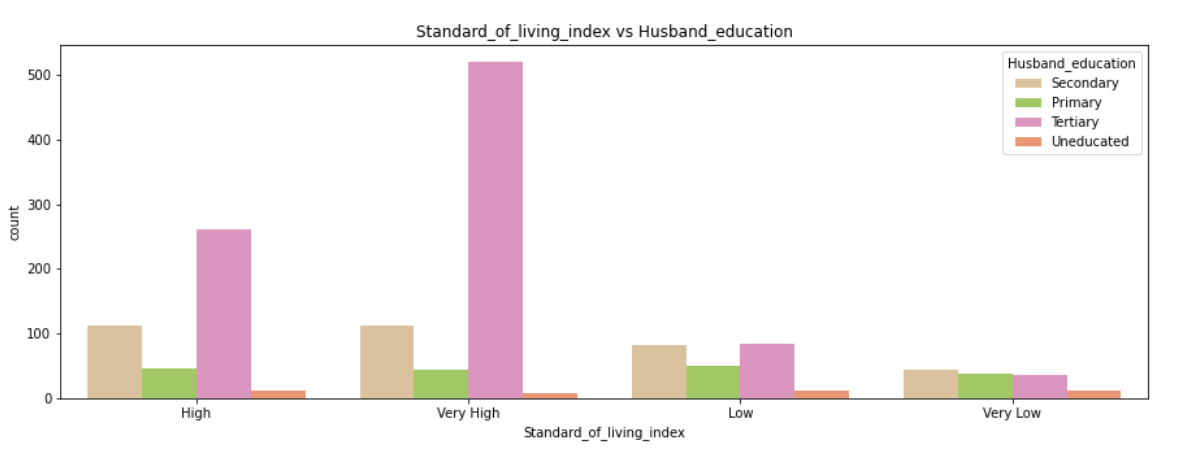 Standard_of_living_index vs Husband_education
Husband_education
Secondary
Primary
Tertiary
Uneducated
500
400
300
200
100
0
count
High
Very High
Low
Very Low
Standard_of_living_index